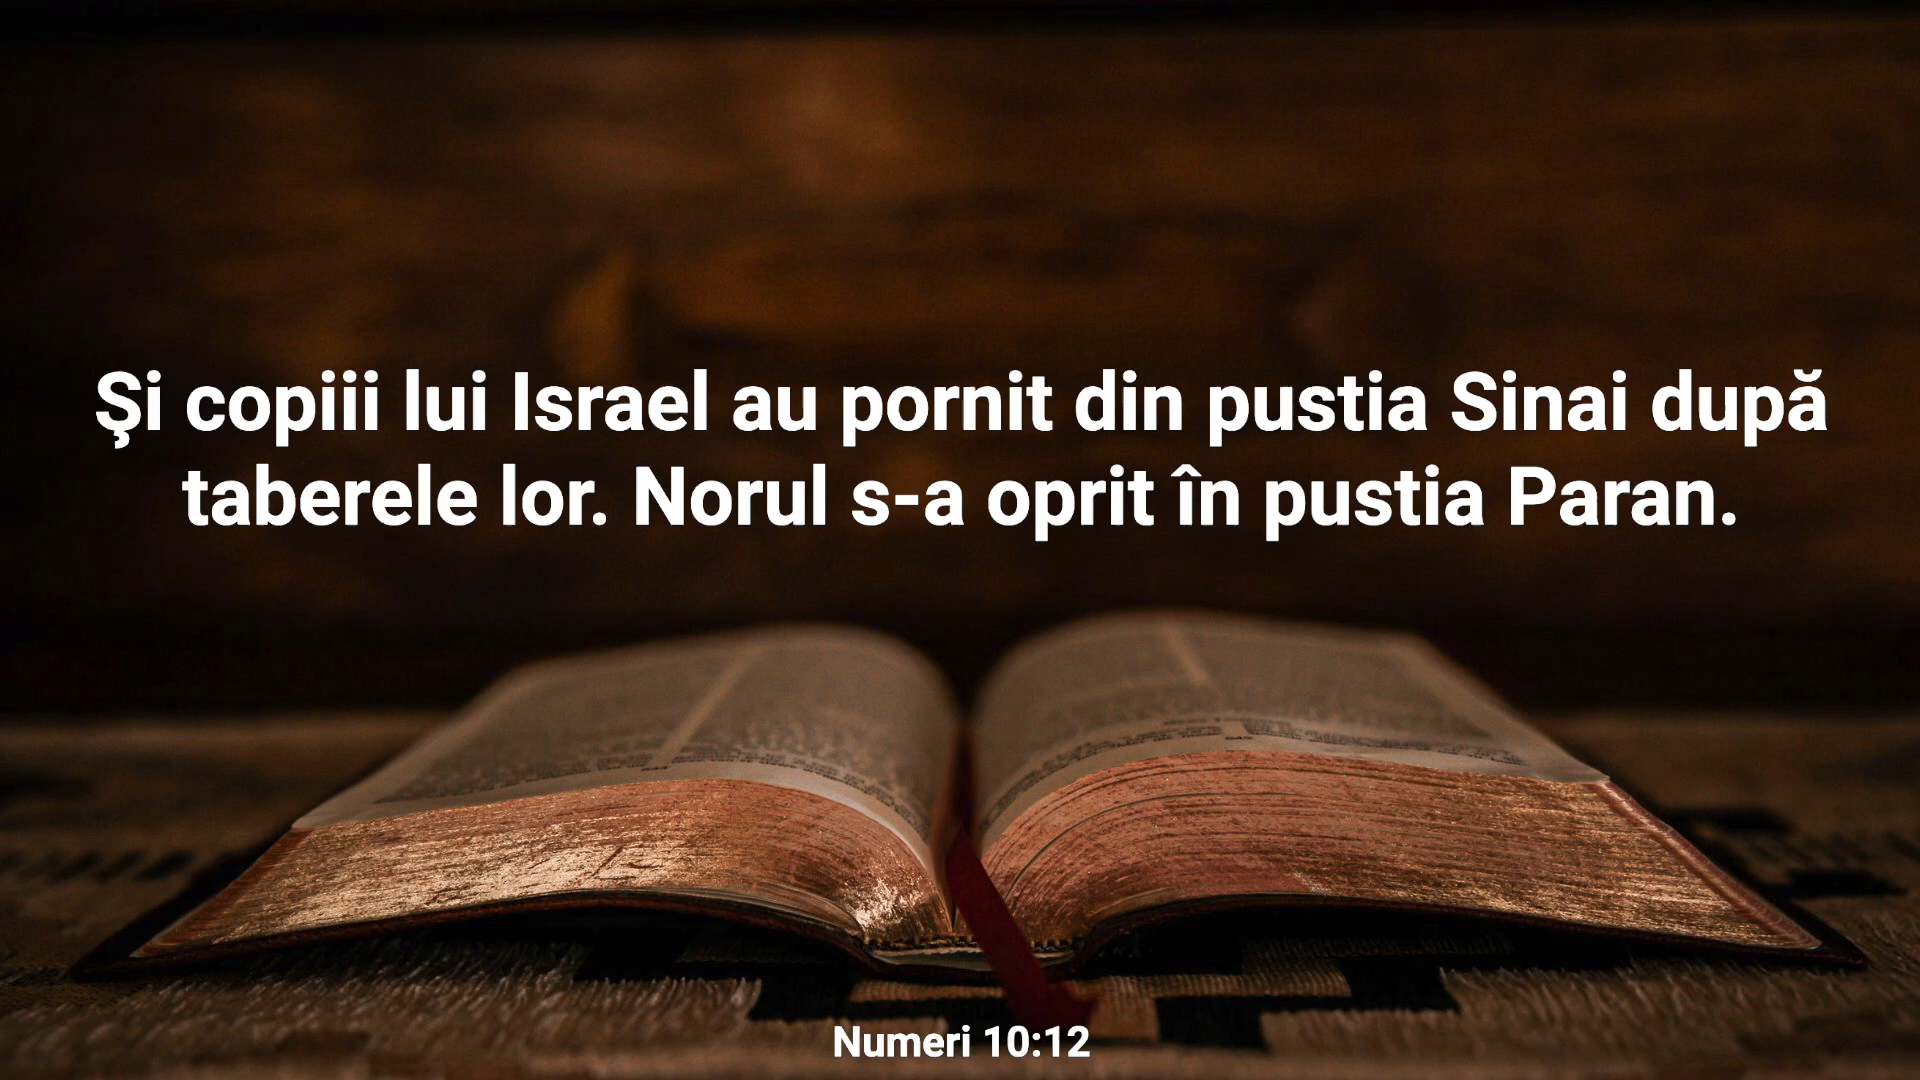 Şi copiii lui Israel au pornit din pustia Sinai după
taberele lor. Norul s-a oprit în pustia Paran.
Numeri 10:12